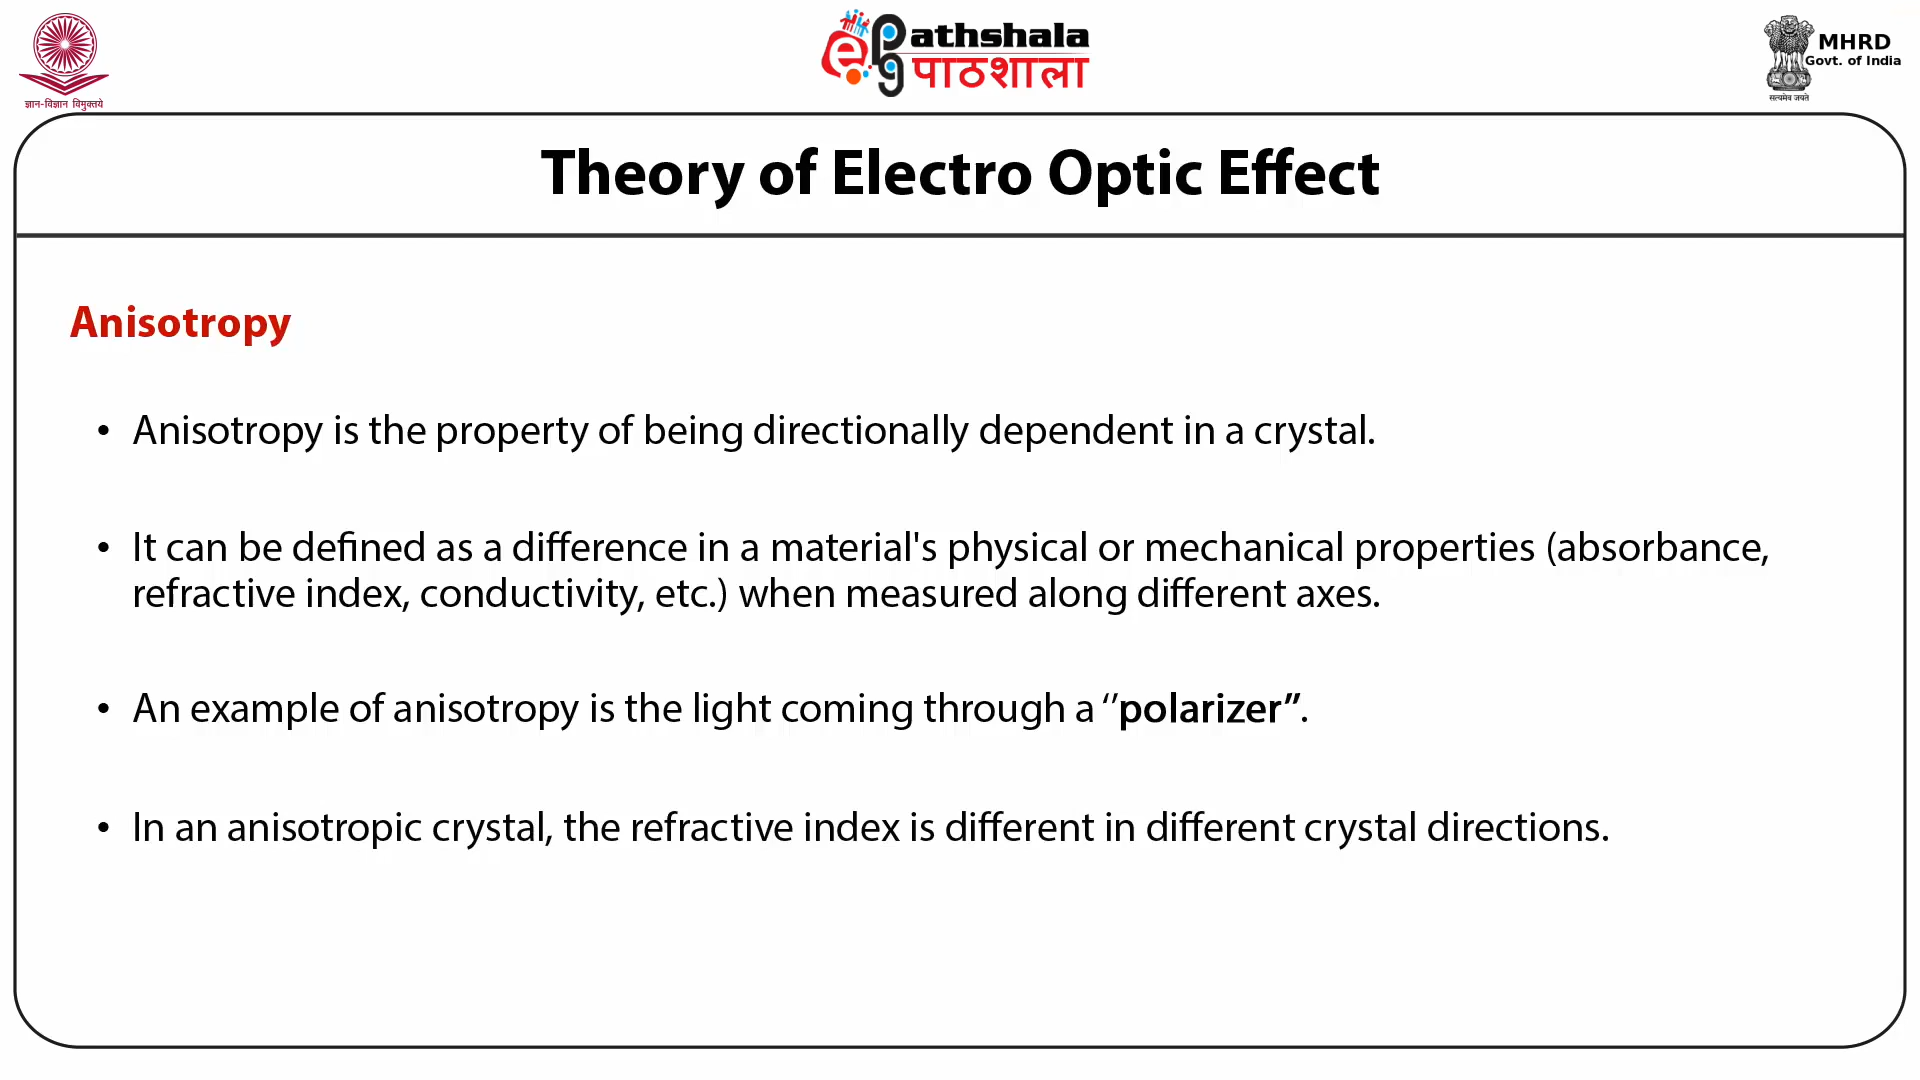 ज्ञान-विज्ञान विमुक्तये
e Pg athshala
पाठशाला
MHRD
Govt. of India
सत्यमेव जयते
Theory of Electro Optic Effect
Anisotropy
• Anisotropy is the property of being directionally dependent in a crystal.
• It can be defined as a difference in a material's physical or mechanical properties (absorbance,
refractive index, conductivity, etc.) when measured along different axes.
• An example of anisotropy is the light coming through a ‘’polarizer”.
• In an anisotropic crystal, the refractive index is different in different crystal directions.